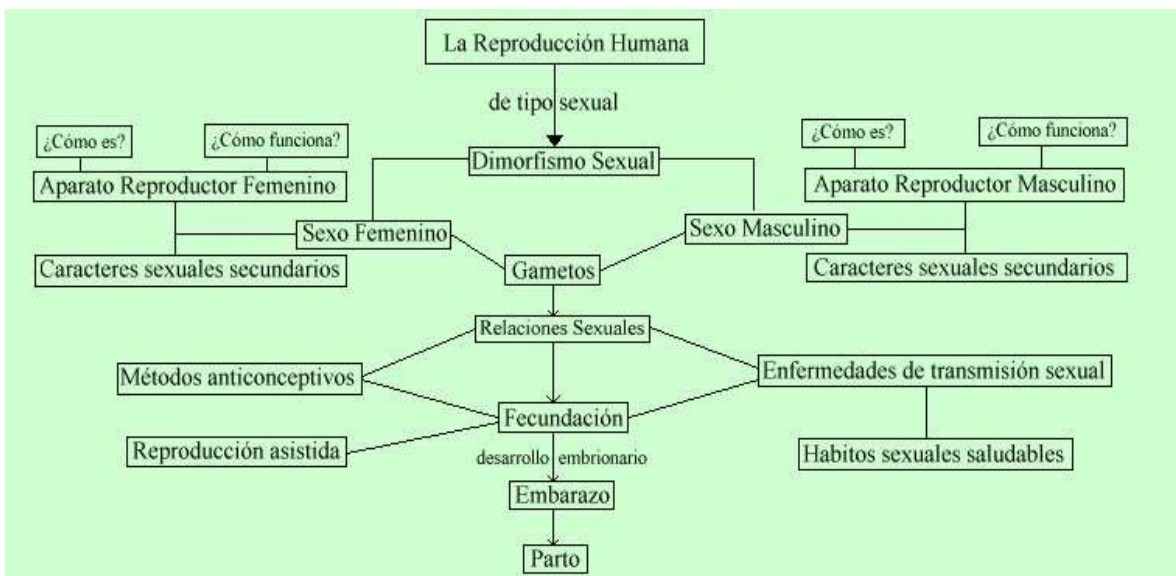 La Reproducción Humana
de tipo sexual
¿Cómo es?
¿Cómo funciona?
¿Cómo es?
¿Cómo funciona?
Dimorfismo Sexual
Aparato Reproductor Femenino
Aparato Reproductor Masculino
Sexo Femenino
Sexo Masculino
Caracteres sexuales secundarios
Gametos
Caracteres sexuales secundarios
Relaciones Sexuales
Métodos anticonceptivos
Enfermedades de transmisión sexual
Fecundación
Reproducción asistida
desarrollo embrionario
Habitos sexuales saludables
Embarazo
Parto